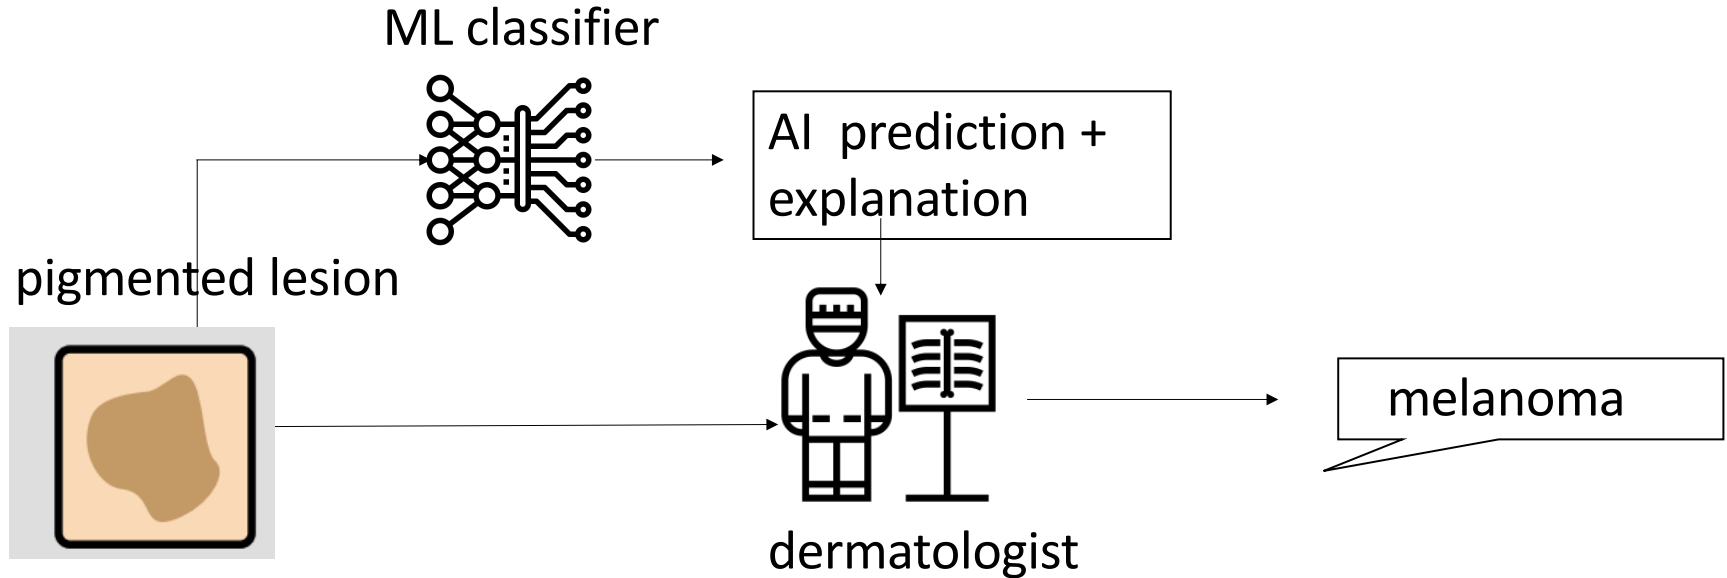 ML classifier
AI prediction +
explanation
pigmented lesion
melanoma
dermatologist